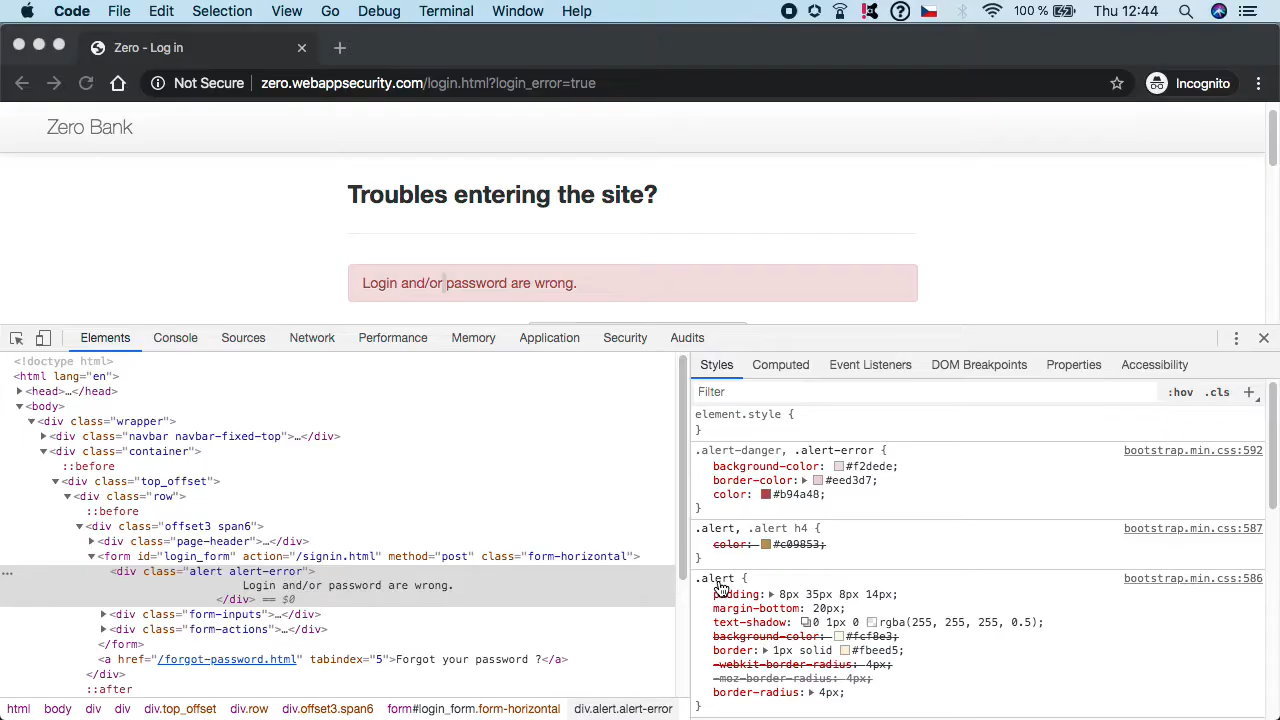 Code File Edit Selection View Go Debug Terminal Window Help 100 % Thu 12:44
Zero - Log in
Not Secure zero.webappsecurity.com/login.html?login_error=true Incognito
Zero Bank
Troubles entering the site?
Login and/or password are wrong.
Elements Console Sources Network Performance Memory Application Security Audits
<!doctype html>
<html lang="en">
<head>…</head>
<body>
<div class="wrapper">
<div class="navbar navbar-fixed-top">…</div>
<div class="container">
::before
<div class="top_offset">
<div class="row">
::before
<div class="offset3 span6">
<div class="page-header">…</div>
<form id="login_form" action="/signin.html" method="post" class="form-horizontal">
… <div class="alert alert-error">
Login and/or password are wrong.
</div> == $0
<div class="form-inputs">…</div>
<div class="form-actions">…</div>
</form>
<a href="/forgot-password.html" tabindex="5">Forgot your password ?</a>
</div>
::after
html body div div div.top_offset div.row div.offset3.span6 form#login_form.form-horizontal div.alert.alert-error
Styles Computed Event Listeners DOM Breakpoints Properties Accessibility
Filter :hov .cls +
element.style {
}
.alert-danger, .alert-error { bootstrap.min.css:592
background-color: #f2dede;
border-color: #eed3d7;
color: #b94a48;
}
.alert, .alert h4 { bootstrap.min.css:587
color: #c09853;
}
.alert { bootstrap.min.css:586
padding: 8px 35px 8px 14px;
margin-bottom: 20px;
text-shadow: 0 1px 0 rgba(255, 255, 255, 0.5);
background-color: #fcf8e3;
border: 1px solid #fbeed5;
-webkit-border-radius: 4px;
-moz-border-radius: 4px;
border-radius: 4px;
}